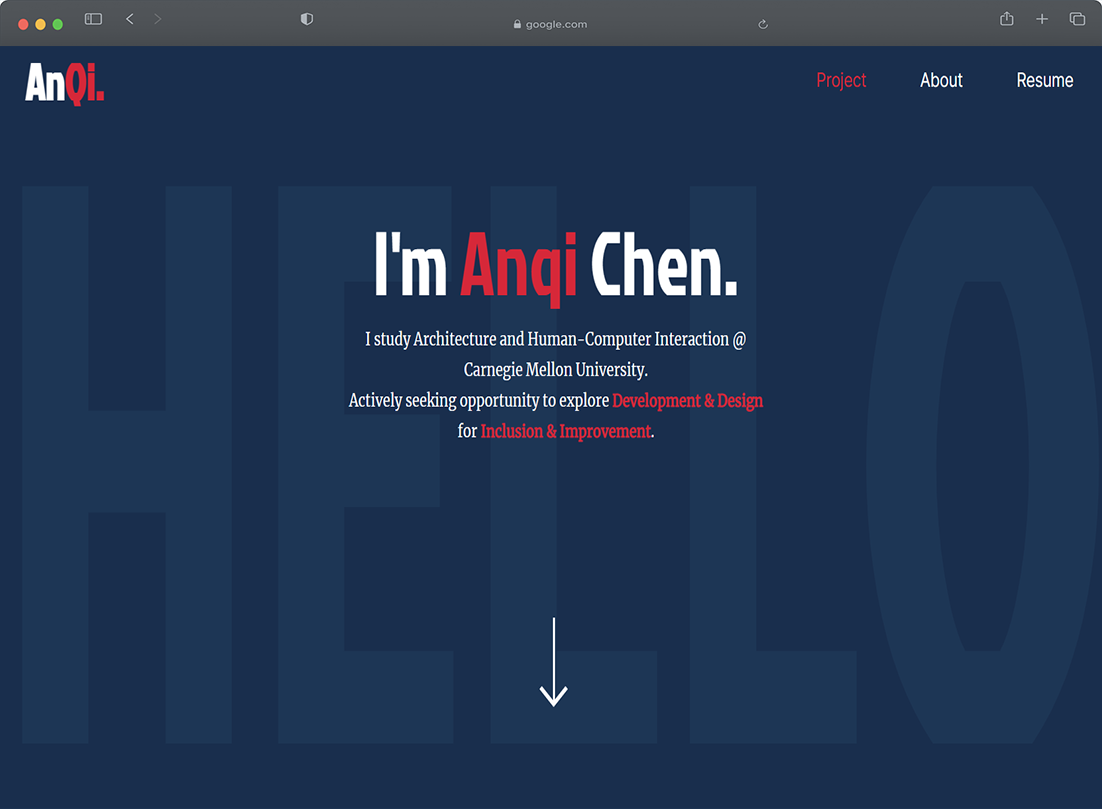 google.com
AnQi.
Project About Resume
HELLO
I'm Anqi Chen.
I study Architecture and Human-Computer Interaction @
Carnegie Mellon University.
Actively seeking opportunity to explore Development & Design
for Inclusion & Improvement.